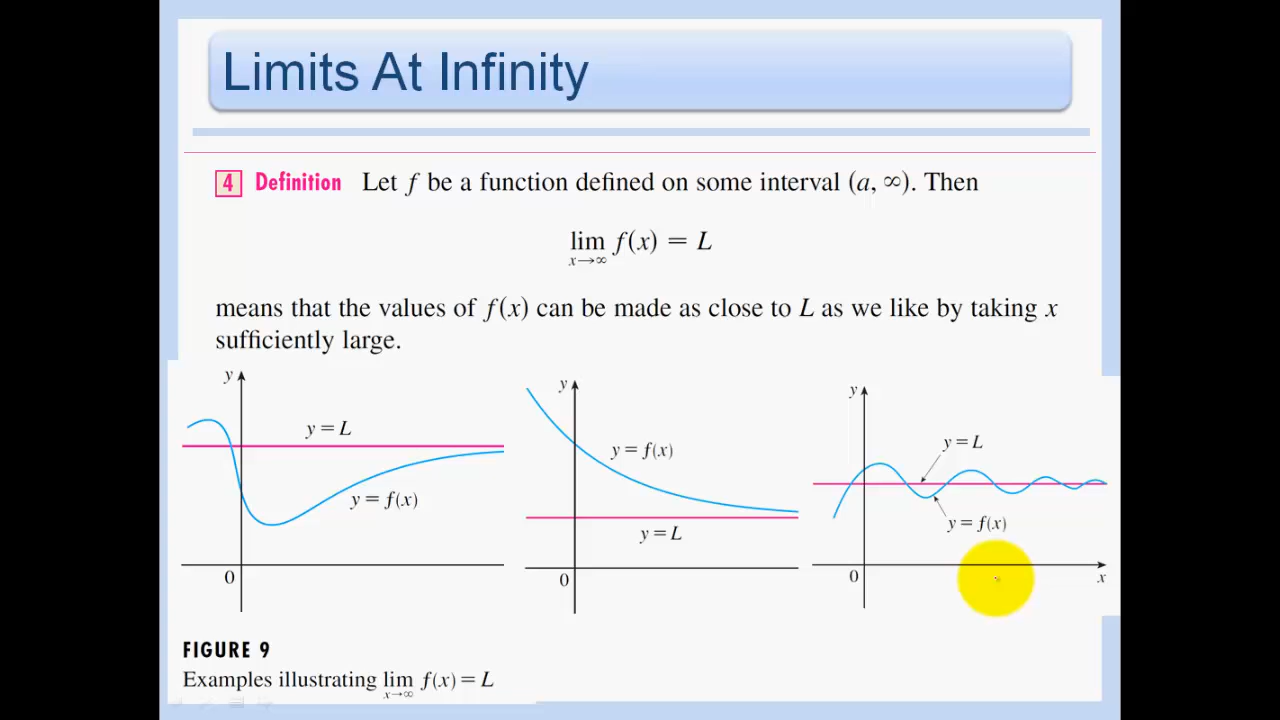 Limits At Infinity
4 Definition Let f be a function defined on some interval (a, ∞). Then
lim f(x) = L
x→∞
means that the values of f(x) can be made as close to L as we like by taking x
sufficiently large.
y
y = L
y = f(x)
0
y
y = f(x)
y = L
0
y
y = L
y = f(x)
0
x
FIGURE 9
Examples illustrating lim f(x) = L
x→∞